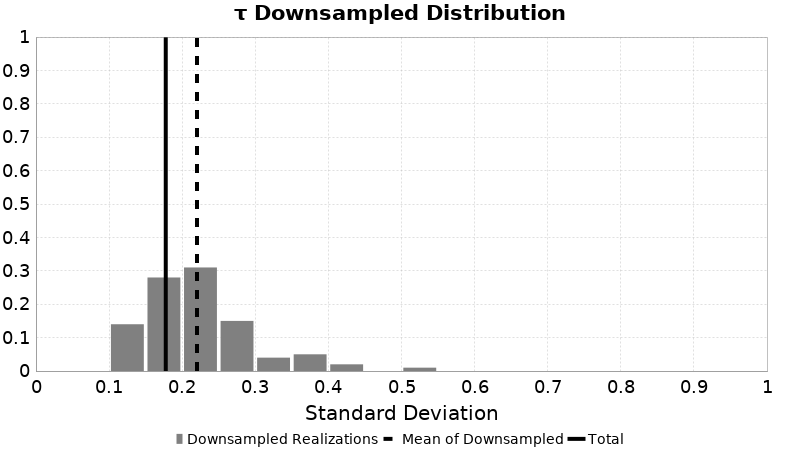 τ Downsampled Distribution
1
0.9
0.8
0.7
0.6
0.5
0.4
0.3
0.2
0.1
0
0 0.1 0.2 0.3 0.4 0.5 0.6 0.7 0.8 0.9 1
Standard Deviation
Downsampled Realizations Mean of Downsampled Total